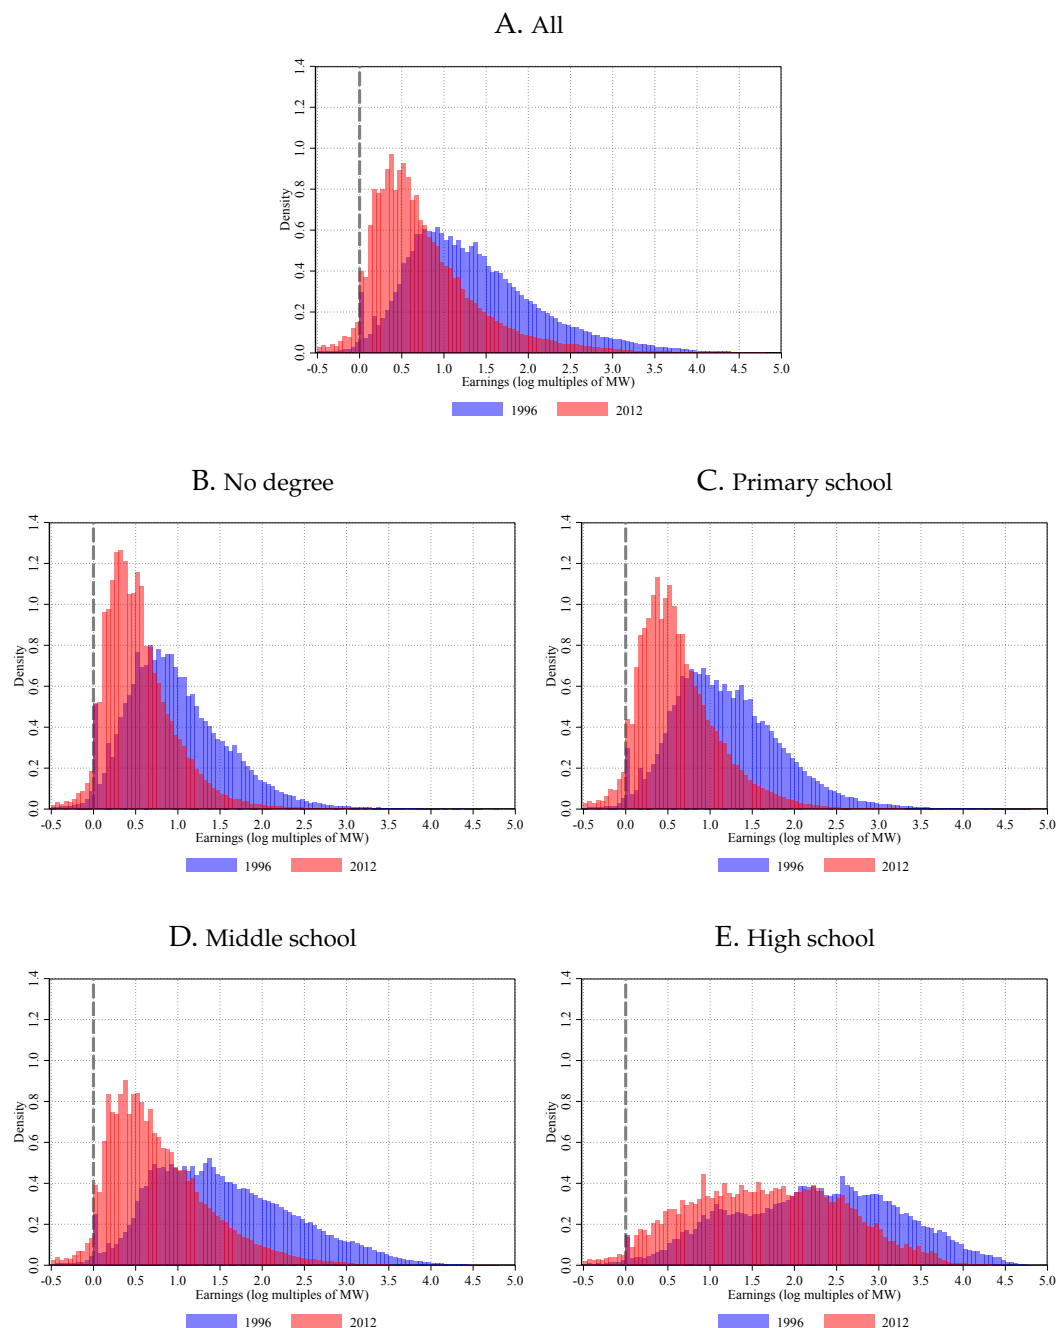 A. All
Density
0.0 0.2 0.4 0.6 0.8 1.0 1.2 1.4
-0.5 0.0 0.5 1.0 1.5 2.0 2.5 3.0 3.5 4.0 4.5 5.0
Earnings (log multiples of MW)
1996 2012
B. No degree
Density
0.0 0.2 0.4 0.6 0.8 1.0 1.2 1.4
-0.5 0.0 0.5 1.0 1.5 2.0 2.5 3.0 3.5 4.0 4.5 5.0
Earnings (log multiples of MW)
1996 2012
C. Primary school
Density
0.0 0.2 0.4 0.6 0.8 1.0 1.2 1.4
-0.5 0.0 0.5 1.0 1.5 2.0 2.5 3.0 3.5 4.0 4.5 5.0
Earnings (log multiples of MW)
1996 2012
D. Middle school
Density
0.0 0.2 0.4 0.6 0.8 1.0 1.2 1.4
-0.5 0.0 0.5 1.0 1.5 2.0 2.5 3.0 3.5 4.0 4.5 5.0
Earnings (log multiples of MW)
1996 2012
E. High school
Density
0.0 0.2 0.4 0.6 0.8 1.0 1.2 1.4
-0.5 0.0 0.5 1.0 1.5 2.0 2.5 3.0 3.5 4.0 4.5 5.0
Earnings (log multiples of MW)
1996 2012